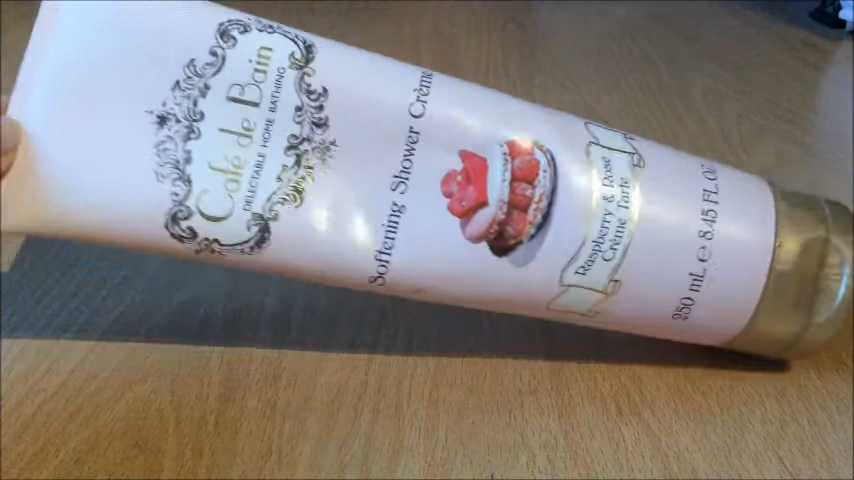 Café de Bain
DELECTABLE HOME BATHING
Softening Shower Crème
Raspberry & Rose
Crème Tarte
250 mL e 8.45 FL OZ